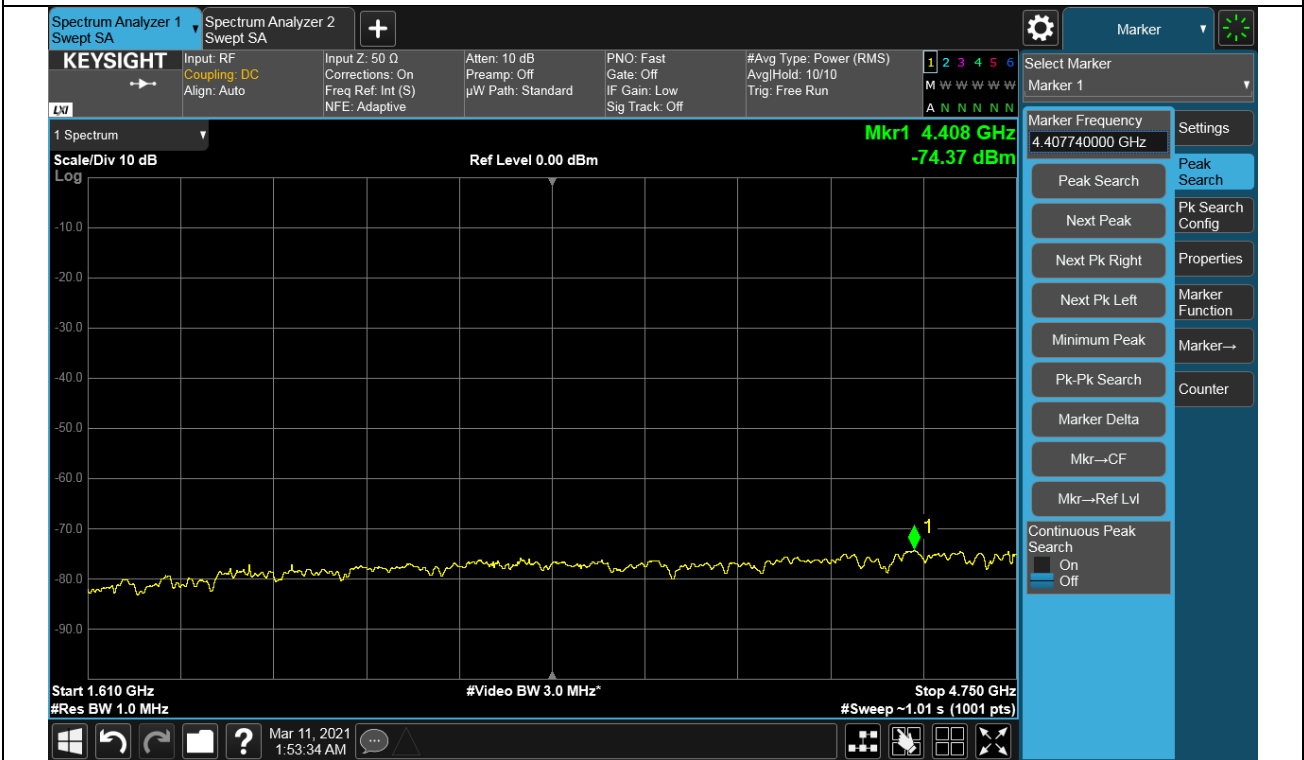 Spectrum Analyzer 1
Swept SA
Spectrum Analyzer 2
Swept SA
Marker
KEYSIGHT
LXI
Input: RF
Coupling: DC
Align: Auto
Input Z: 50 Ω
Corrections: On
Freq Ref: Int (S)
NFE: Adaptive
Atten: 10 dB
Preamp: Off
µW Path: Standard
PNO: Fast
Gate: Off
IF Gain: Low
Sig Track: Off
#Avg Type: Power (RMS)
Avg|Hold: 10/10
Trig: Free Run
1 2 3 4 5 6
M W W W W W
A N N N N N
Select Marker
Marker 1
1 Spectrum
Mkr1 4.408 GHz
Scale/Div 10 dB
Ref Level 0.00 dBm
-74.37 dBm
Log
-10.0
-20.0
-30.0
-40.0
-50.0
-60.0
-70.0
-80.0
-90.0
1
Start 1.610 GHz
#Video BW 3.0 MHz*
Stop 4.750 GHz
#Res BW 1.0 MHz
#Sweep ~1.01 s (1001 pts)
Marker Frequency
4.407740000 GHz
Peak Search
Next Peak
Next Pk Right
Next Pk Left
Minimum Peak
Pk-Pk Search
Marker Delta
Mkr→CF
Mkr→Ref Lvl
Continuous Peak
Search
On
Off
Settings
Peak
Search
Pk Search
Config
Properties
Marker
Function
Marker→
Counter
?
Mar 11, 2021
1:53:34 AM